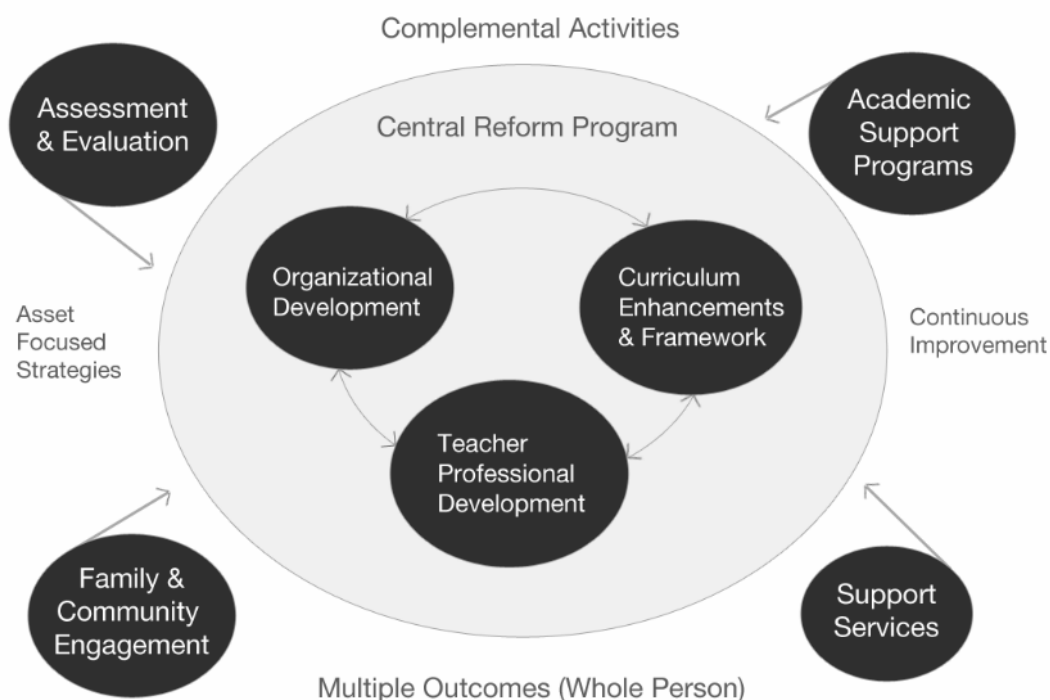 Complemental Activities
Assessment
& Evaluation
Academic
Support
Programs
Central Reform Program
Organizational
Development
Curriculum
Enhancements
& Framework
Asset
Focused
Strategies
Continuous
Improvement
Teacher
Professional
Development
Family &
Community
Engagement
Support
Services
Multiple Outcomes (Whole Person)